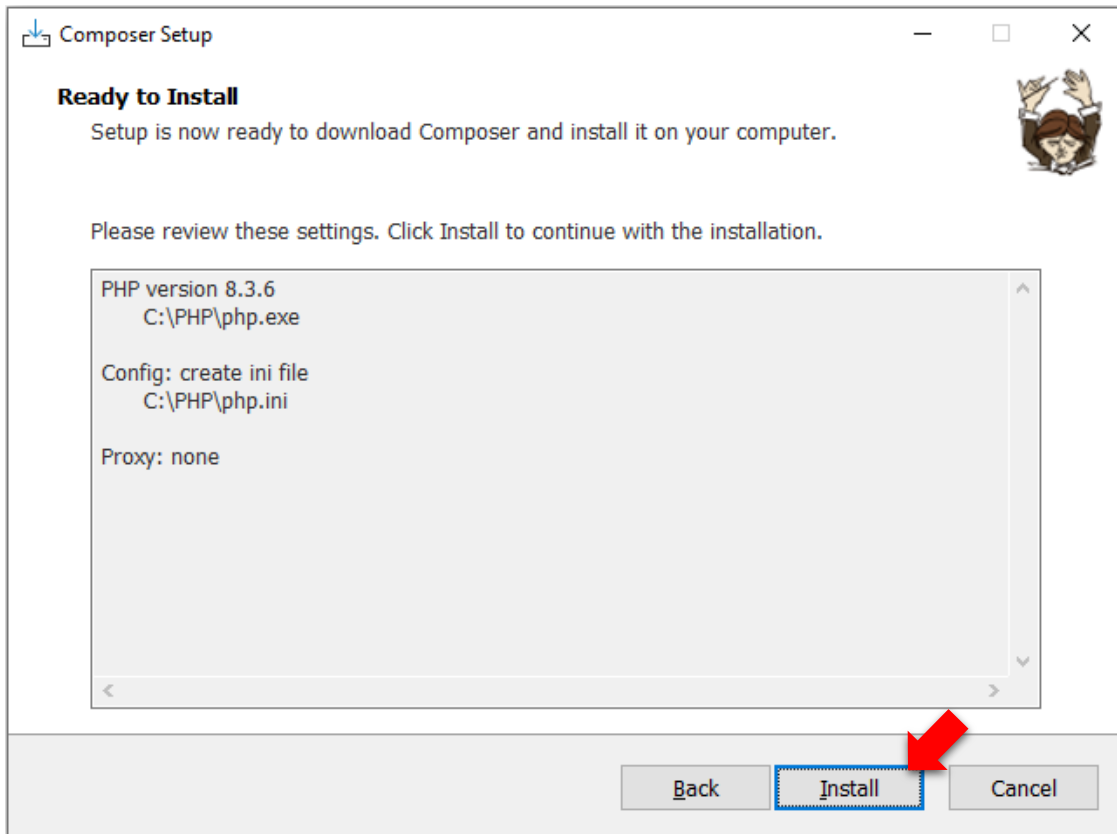 Composer Setup
Ready to Install
Setup is now ready to download Composer and install it on your computer.
Please review these settings. Click Install to continue with the installation.
PHP version 8.3.6
C:\PHP\php.exe
Config: create ini file
C:\PHP\php.ini
Proxy: none
Back Install Cancel